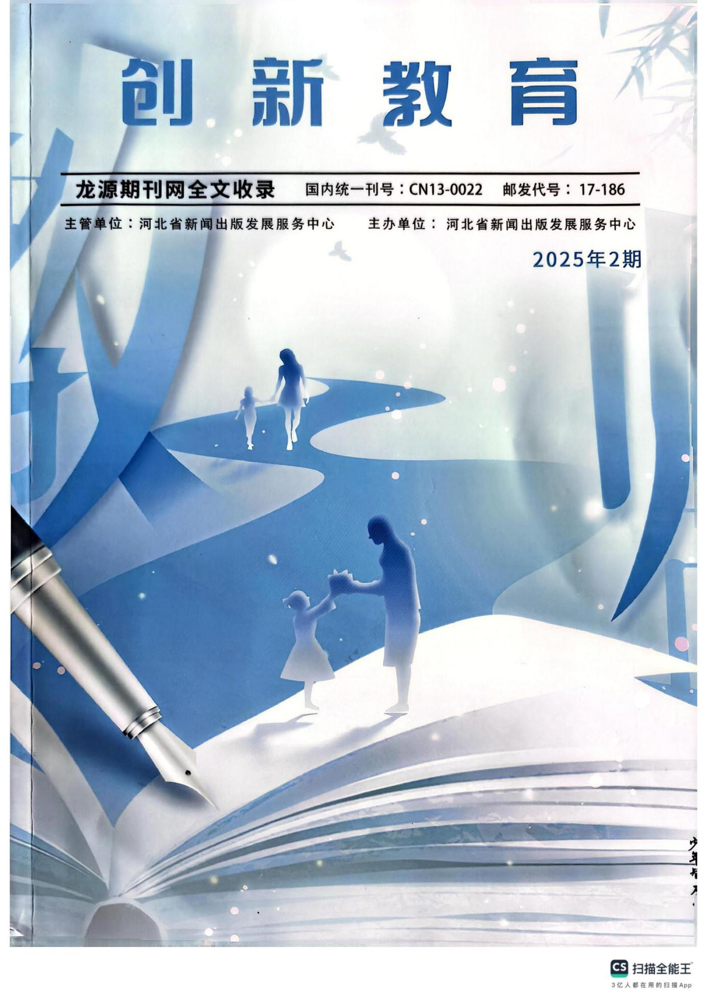 创新教育
龙源期刊网全文收录 国内统一刊号：CN13-0022 邮发代号：17-186
主管单位：河北省新闻出版发展服务中心 主办单位：河北省新闻出版发展服务中心
2025年2期
CS 扫描全能王
3亿人都在用的扫描App